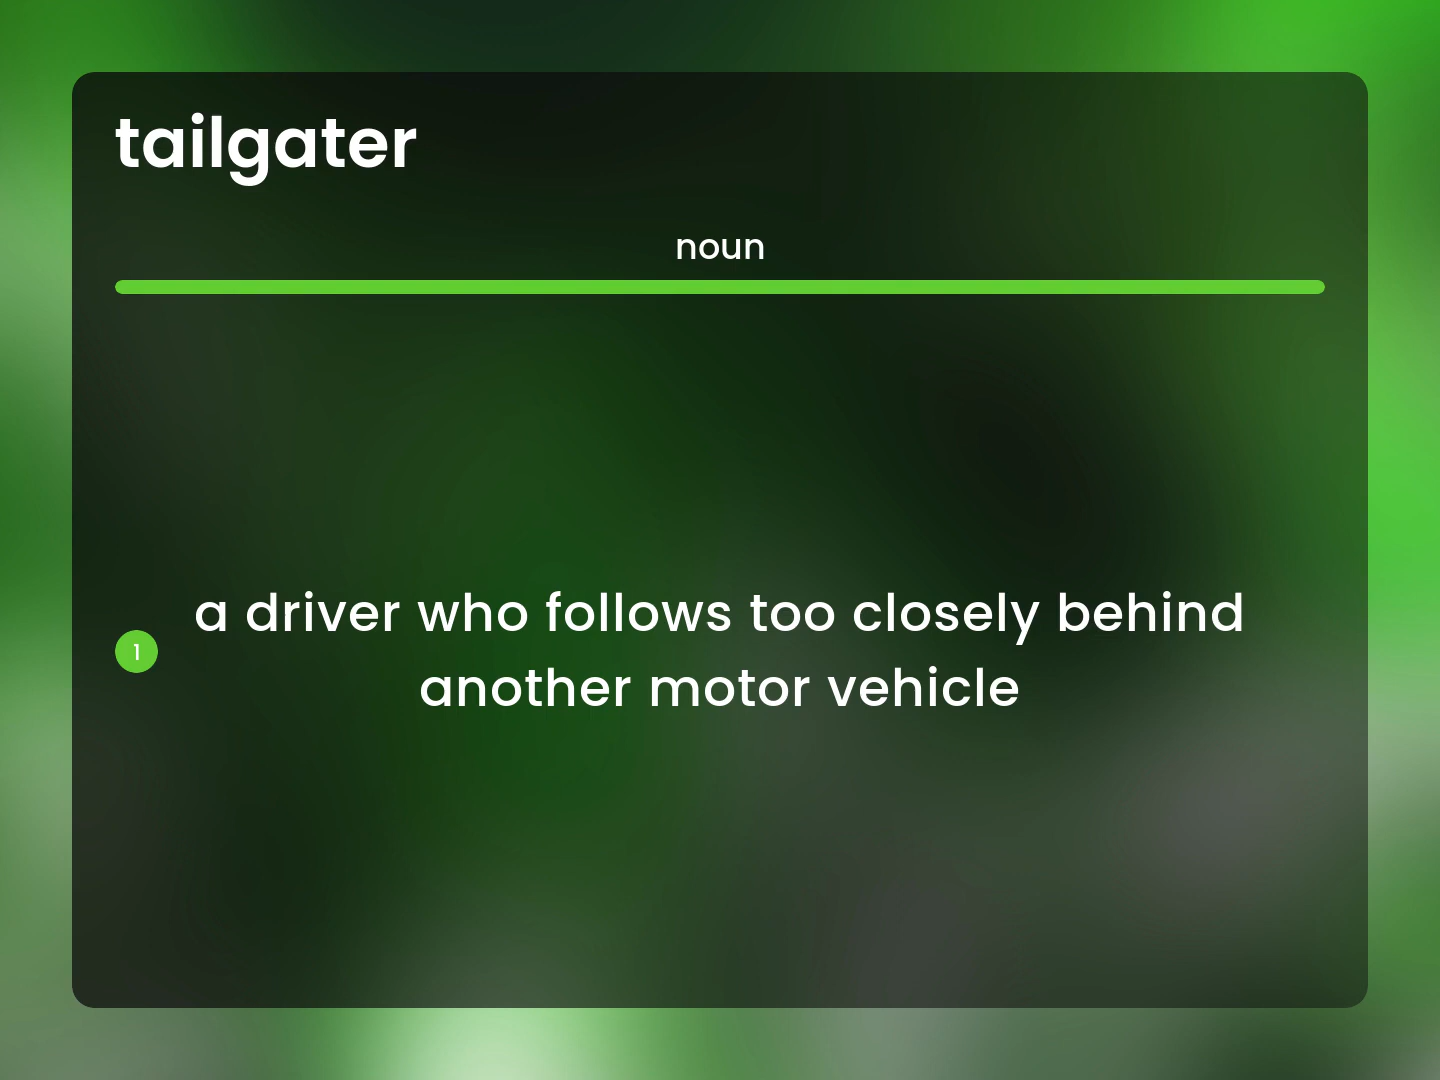 tailgater
noun
1
a driver who follows too closely behind
another motor vehicle